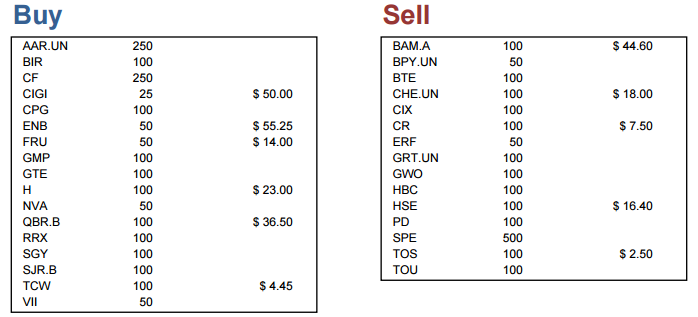 Buy
AAR.UN 250
BIR 100
CF 250
CIGI 25 $ 50.00
CPG 100
ENB 50 $ 55.25
FRU 50 $ 14.00
GMP 100
GTE 100
H 100 $ 23.00
NVA 50
QBR.B 100 $ 36.50
RRX 100
SGY 100
SJR.B 100
TCW 100 $ 4.45
VII 50
Sell
BAM.A 100 $ 44.60
BPY.UN 50
BTE 100
CHE.UN 100 $ 18.00
CIX 100
CR 100 $ 7.50
ERF 50
GRT.UN 100
GWO 100
HBC 100
HSE 100 $ 16.40
PD 100
SPE 500
TOS 100 $ 2.50
TOU 100